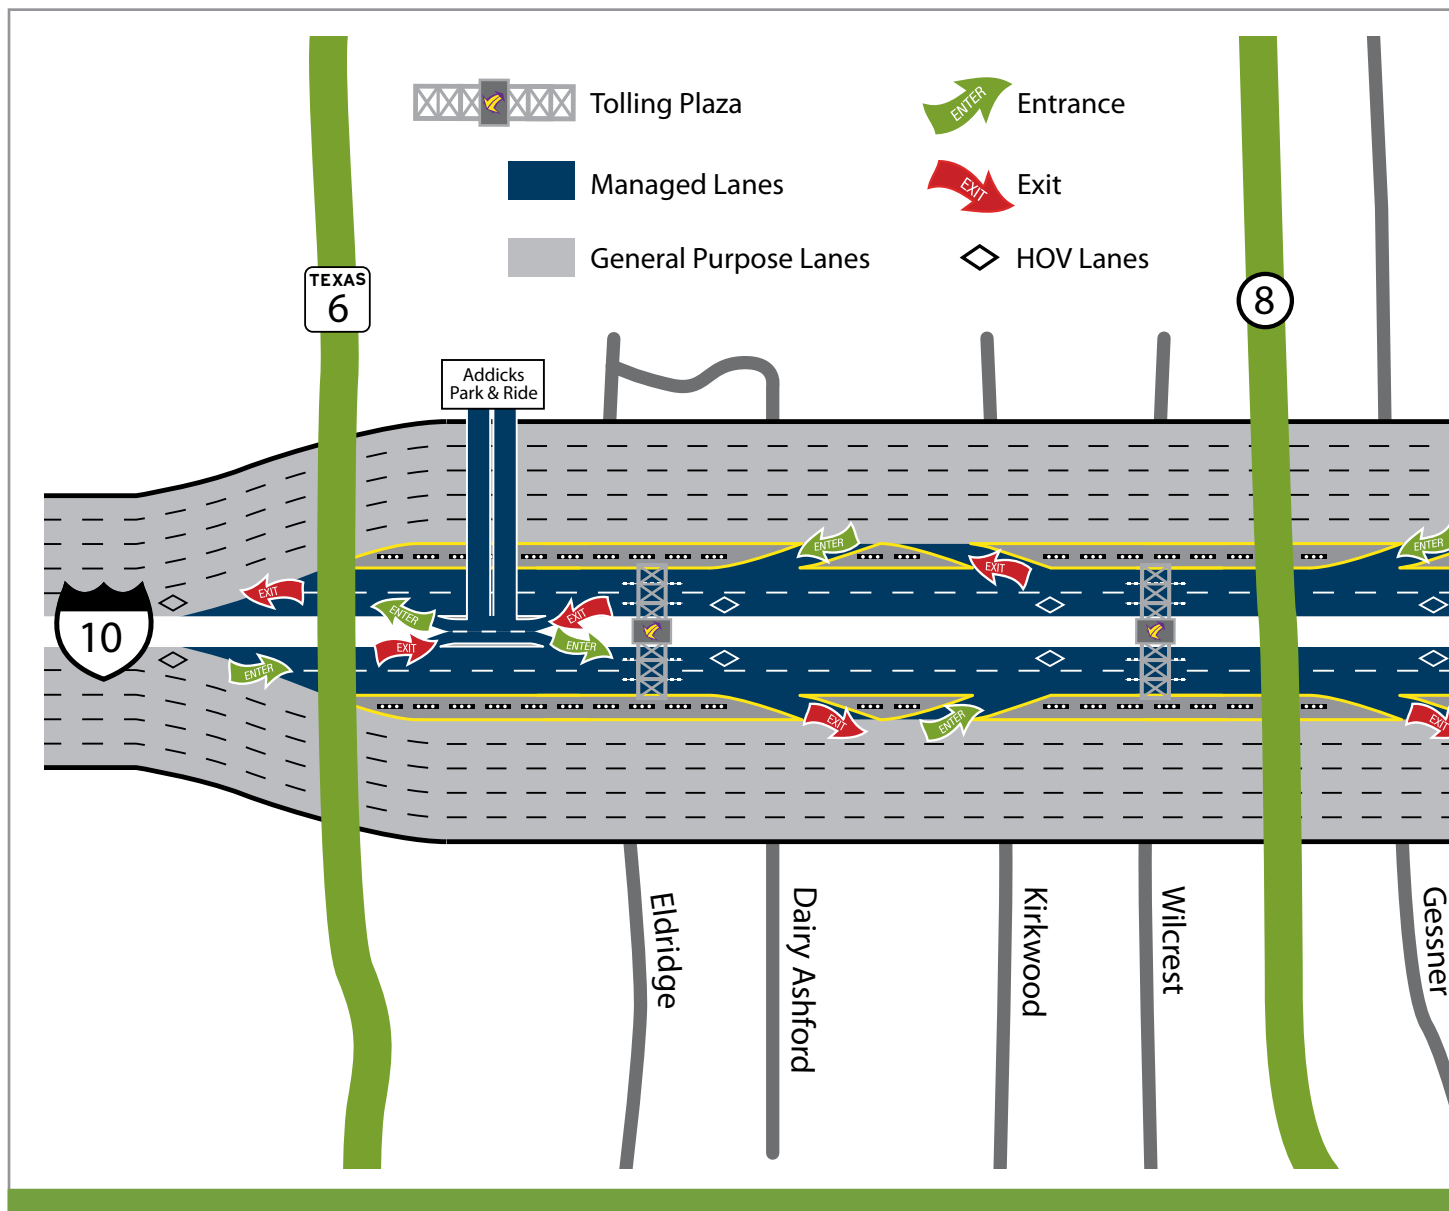 Tolling Plaza
ENTER
Entrance
Managed Lanes
EXIT
Exit
General Purpose Lanes
HOV Lanes
TEXAS
6
8
Addicks
Park & Ride
ENTER
ENTER
EXIT
EXIT
ENTER
EXIT
10
EXIT
ENTER
ENTER
EXIT
ENTER
EXIT
Eldridge
Dairy Ashford
Kirkwood
Wilcrest
Gessner